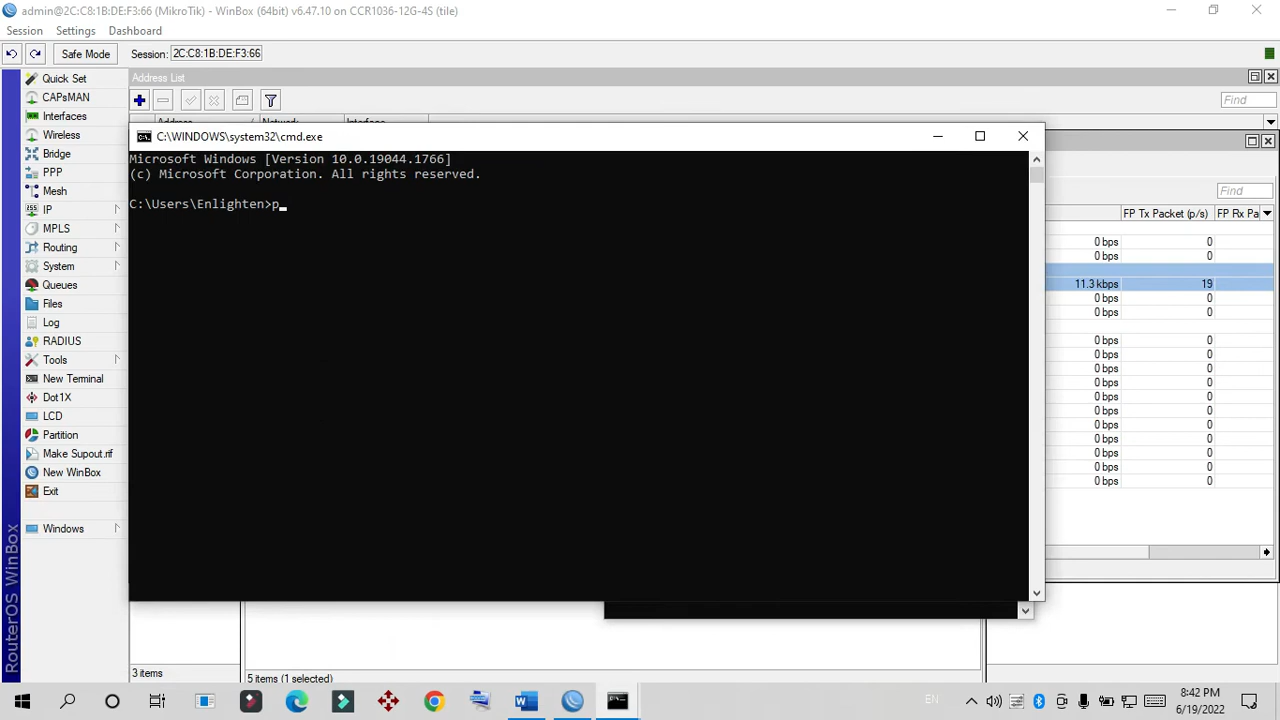 admin@2C:C8:1B:DE:F3:66 (MikroTik) - WinBox (64bit) v6.47.10 on CCR1036-12G-4S (tile)
Session Settings Dashboard
Safe Mode Session: 2C:C8:1B:DE:F3:66
Quick Set
CAPsMAN
Interfaces
Wireless
Bridge
PPP
Mesh
IP
MPLS
Routing
System
Queues
Files
Log
RADIUS
Tools
New Terminal
Dot1X
LCD
Partition
Make Supout.rif
New WinBox
Exit
Windows
RouterOS WinBox
Address List
Find
Address Network Interface
C:\WINDOWS\system32\cmd.exe
Microsoft Windows [Version 10.0.19044.1766]
(c) Microsoft Corporation. All rights reserved.
C:\Users\Enlighten>p_
Find
FP Tx Packet (p/s) FP Rx Pa
0 bps 0
0 bps 0
11.3 kbps 19
0 bps 0
0 bps 0
0 bps 0
0 bps 0
0 bps 0
0 bps 0
0 bps 0
0 bps 0
0 bps 0
0 bps 0
0 bps 0
0 bps 0
0 bps 0
3 items
5 items (1 selected)
EN
8:42 PM
6/19/2022